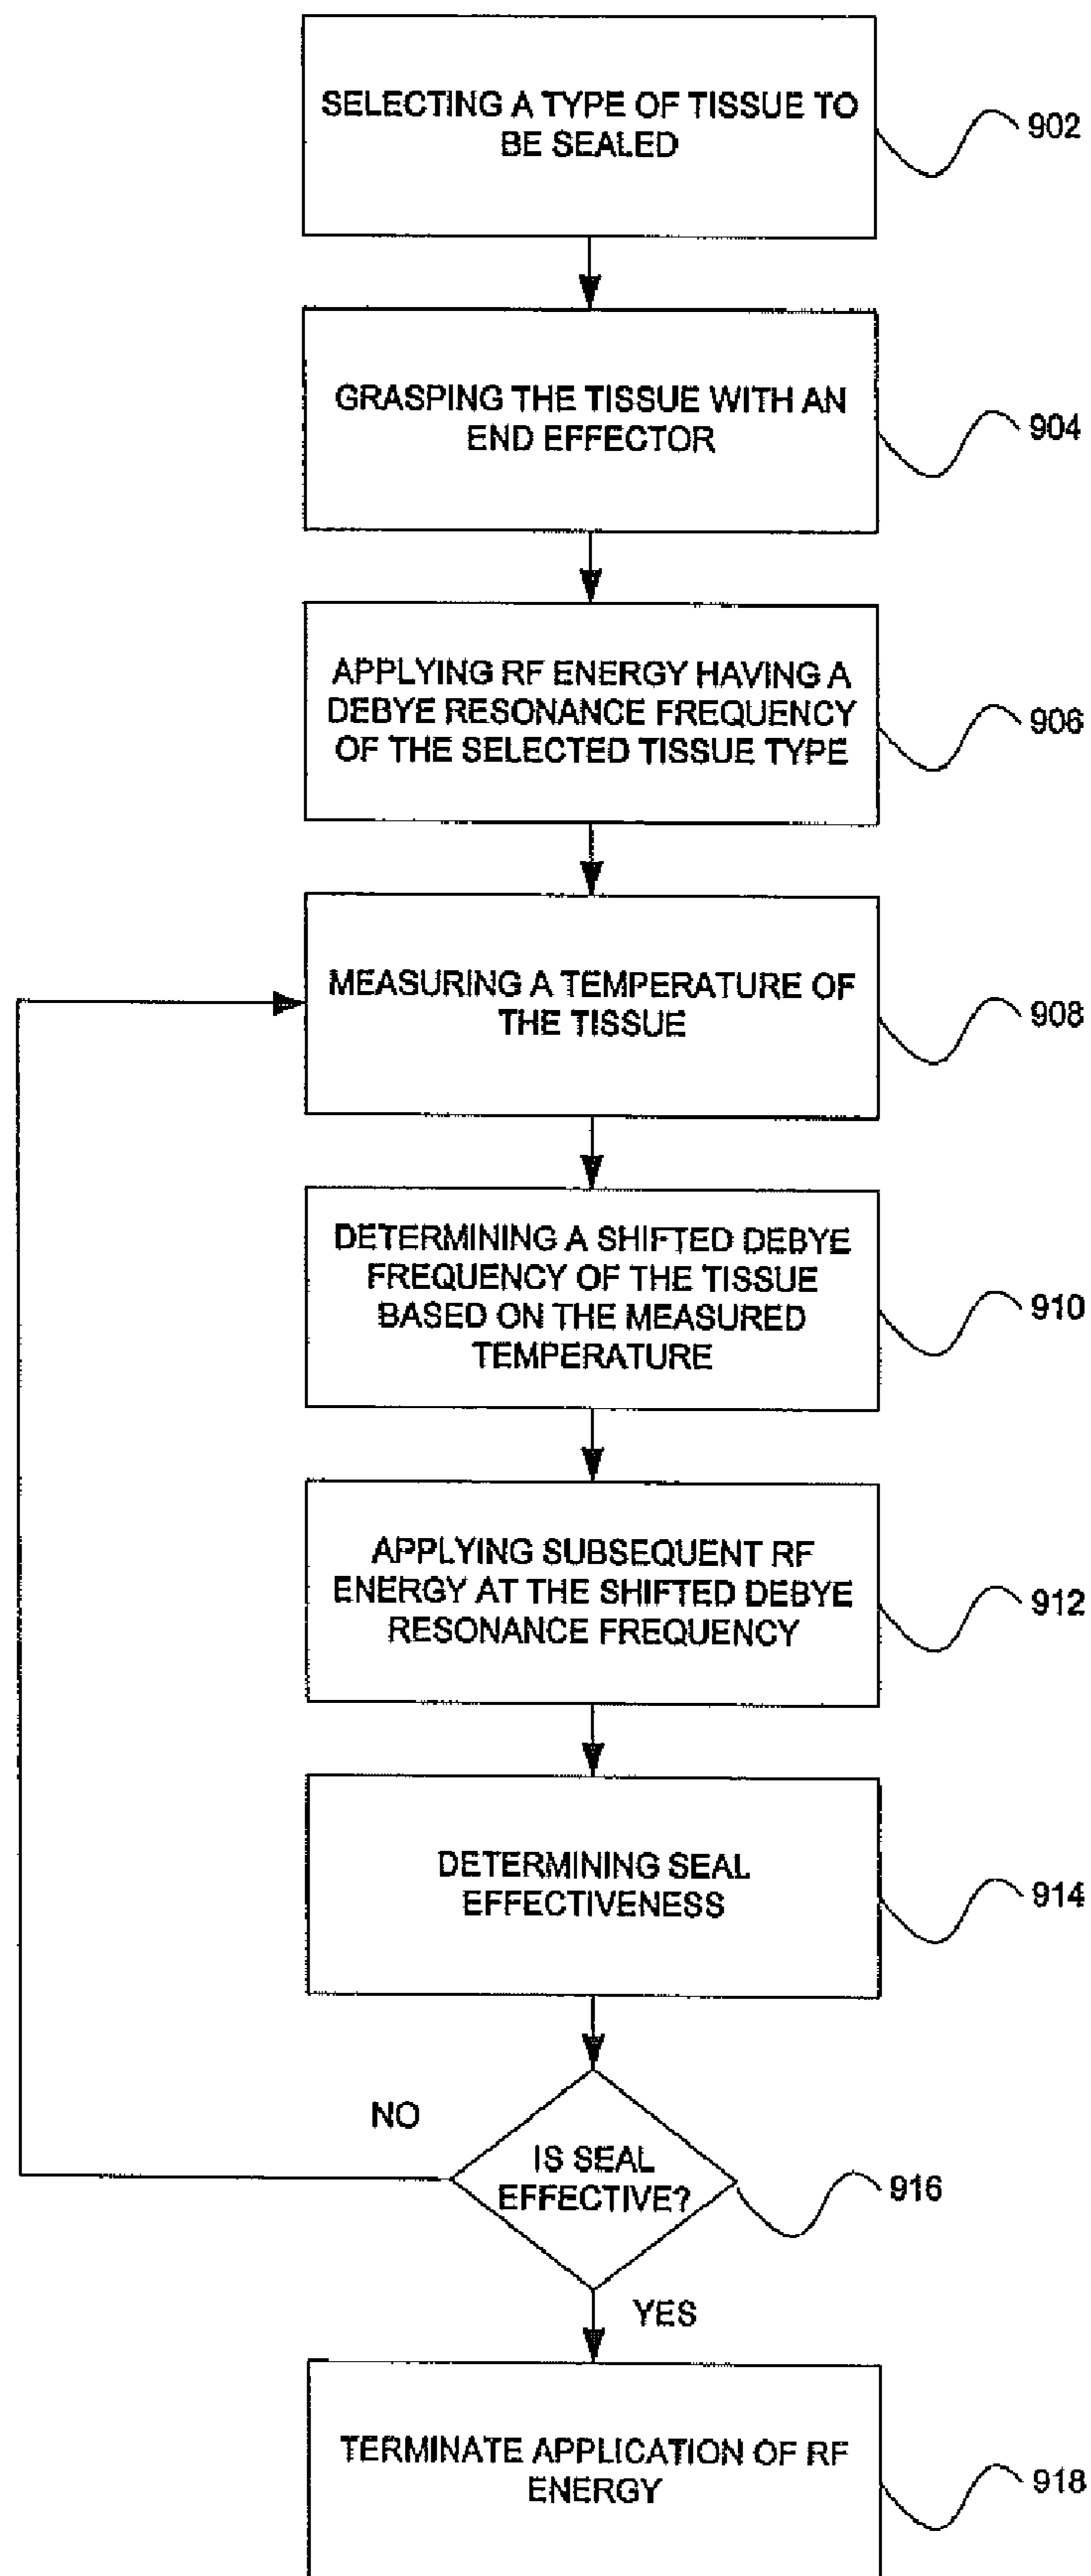 SELECTING A TYPE OF TISSUE TO
BE SEALED
902
GRASPING THE TISSUE WITH AN
END EFFECTOR
904
APPLYING RF ENERGY HAVING A
DEBYE RESONANCE FREQUENCY
OF THE SELECTED TISSUE TYPE
906
MEASURING A TEMPERATURE OF
THE TISSUE
908
DETERMINING A SHIFTED DEBYE
FREQUENCY OF THE TISSUE
BASED ON THE MEASURED
TEMPERATURE
910
APPLYING SUBSEQUENT RF
ENERGY AT THE SHIFTED DEBYE
RESONANCE FREQUENCY
912
DETERMINING SEAL
EFFECTIVENESS
914
NO
IS SEAL
EFFECTIVE?
916
YES
TERMINATE APPLICATION OF RF
ENERGY
918